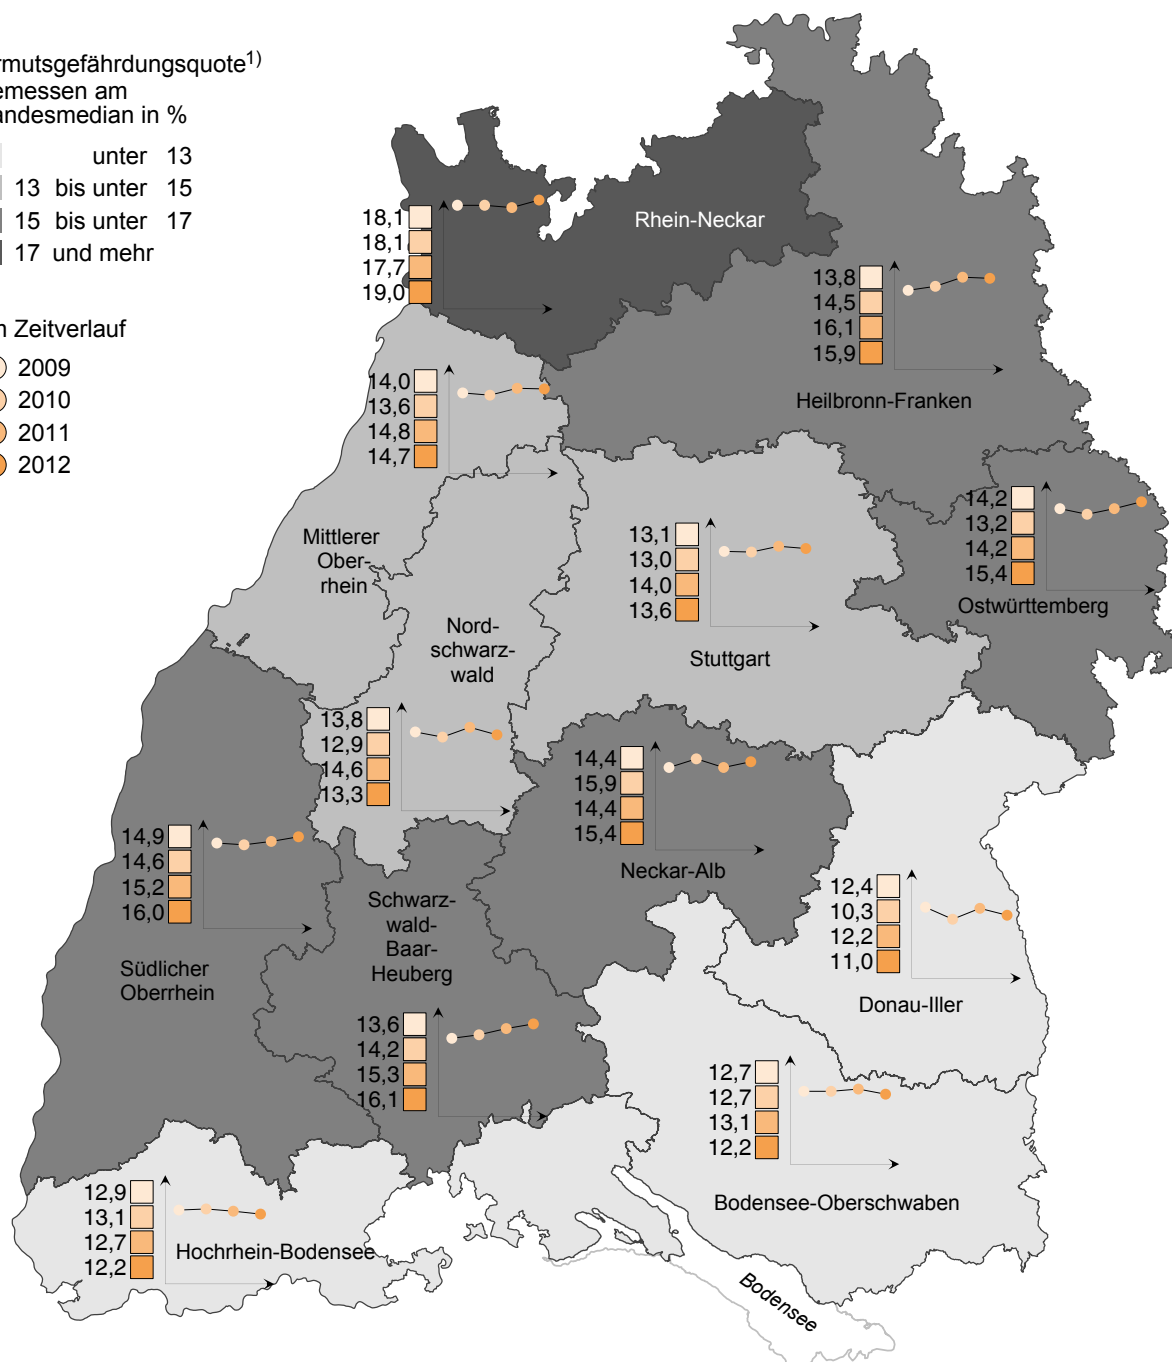 rmutsgefährdungsquote1)
emessen am
andesmedian in %
unter 13
13 bis unter 15
15 bis unter 17
17 und mehr
Zeitverlauf
2009
2010
2011
2012
Rhein-Neckar
18,1
18,1
17,7
19,0
13,8
14,5
16,1
15,9
Heilbronn-Franken
14,0
13,6
14,8
14,7
Mittlerer
Ober-
rhein
14,2
13,2
14,2
15,4
Ostwürttemberg
13,1
13,0
14,0
13,6
Stuttgart
Nord-
schwarz-
wald
13,8
12,9
14,6
13,3
14,4
15,9
14,4
15,4
Neckar-Alb
14,9
14,6
15,2
16,0
Südlicher
Oberrhein
Schwarz-
wald-
Baar-
Heuberg
13,6
14,2
15,3
16,1
12,4
10,3
12,2
11,0
Donau-Iller
12,7
12,7
13,1
12,2
Bodensee-Oberschwaben
12,9
13,1
12,7
12,2
Hochrhein-Bodensee
Bodensee